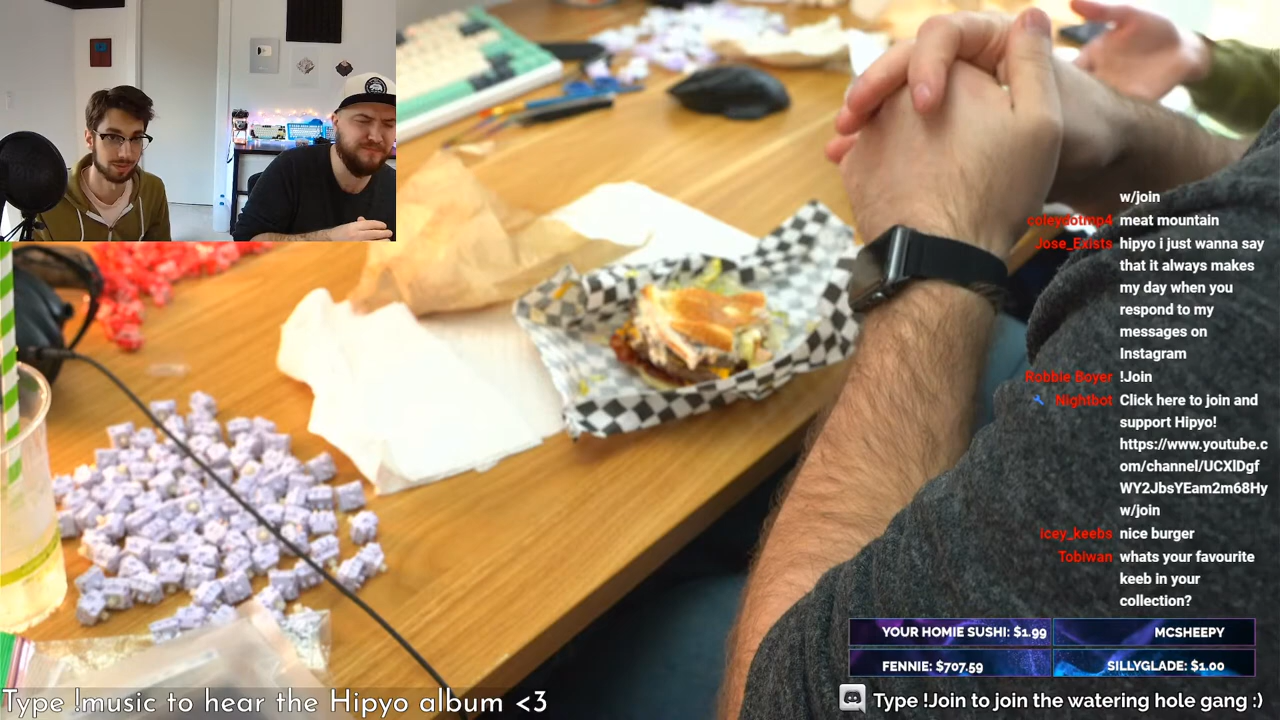 w/join
coleydotmp4 meat mountain
Jose_Exists hipyo i just wanna say
that it always makes
my day when you
respond to my
messages on
Instagram
Robbie Boyer !Join
Nightbot Click here to join and
support Hipyo!
https://www.youtube.c
om/channel/UCXlDgf
WY2JbsYEam2m68Hy
w/join
icey_keebs nice burger
Tobiwan whats your favourite
keeb in your
collection?
YOUR HOMIE SUSHI: $1.99 MCSHEEPY
FENNIE: $707.59 SILLYGLADE: $1.00
Type !music to hear the Hipyo album <3
Type !Join to join the watering hole gang :)